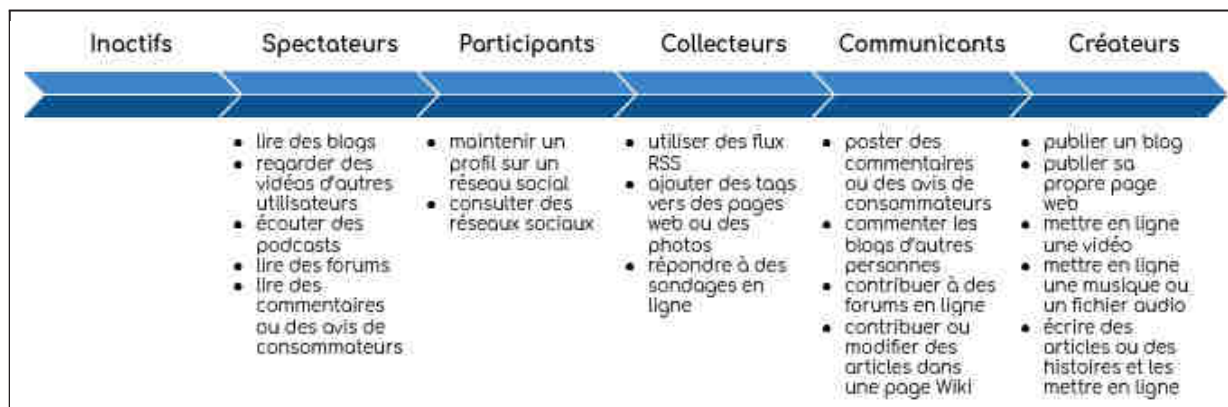 Inactifs
Spectateurs
Participants
Collecteurs
Communicants
Créateurs
• lire des blogs
• regarder des
vidéos d'autres
utilisateurs
• écouter des
podcasts
• lire des forums
• lire des
commentaires
ou des avis de
consommateurs
• maintenir un
profil sur un
réseau social
• consulter des
réseaux sociaux
• utiliser des flux
RSS
• ajouter des tags
vers des pages
web ou des
photos
• répondre à des
sondages en
ligne
• poster des
commentaires
ou des avis de
consommateurs
• commenter les
blogs d'autres
personnes
• contribuer à des
forums en ligne
• contribuer ou
modifier des
articles dans
une page Wiki
• publier un blog
• publier sa
propre page
web
• mettre en ligne
une vidéo
• mettre en ligne
une musique ou
un fichier audio
• écrire des
articles ou des
histoires et les
mettre en ligne